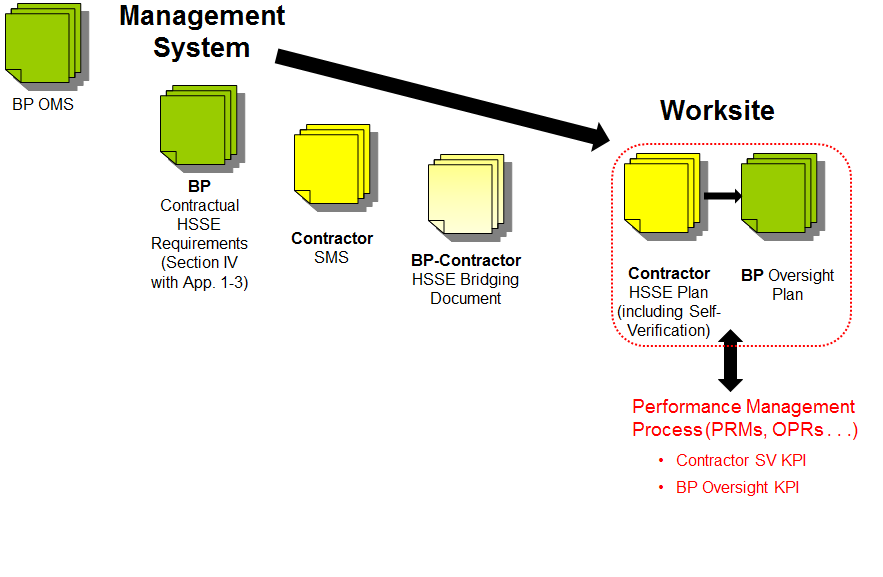 Management
System
BP OMS
Worksite
BP
Contractual
HSSE
Requirements
(Section IV
with App. 1-3)
Contractor
SMS
BP-Contractor
HSSE Bridging
Document
Contractor
HSSE Plan
(including Self-
Verification)
BP Oversight
Plan
Performance Management
Process (PRMs, OPRs . . .)
• Contractor SV KPI
• BP Oversight KPI